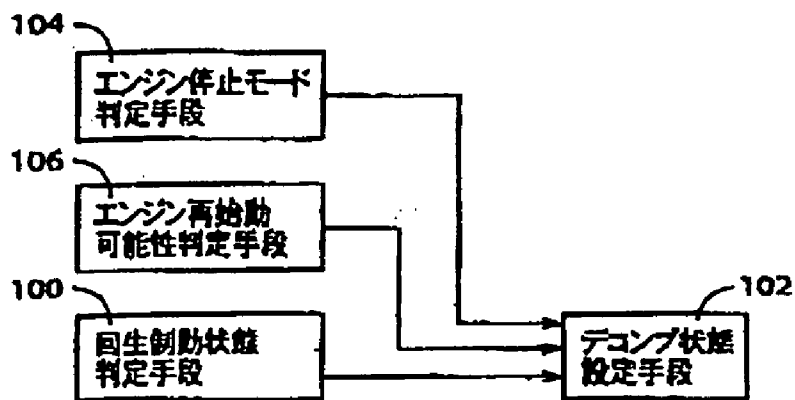 104
エンジン停止モード
判定手段
106
エンジン再始動
可能性判定手段
100
回生制動状態
判定手段
102
デコンプ状態
設定手段